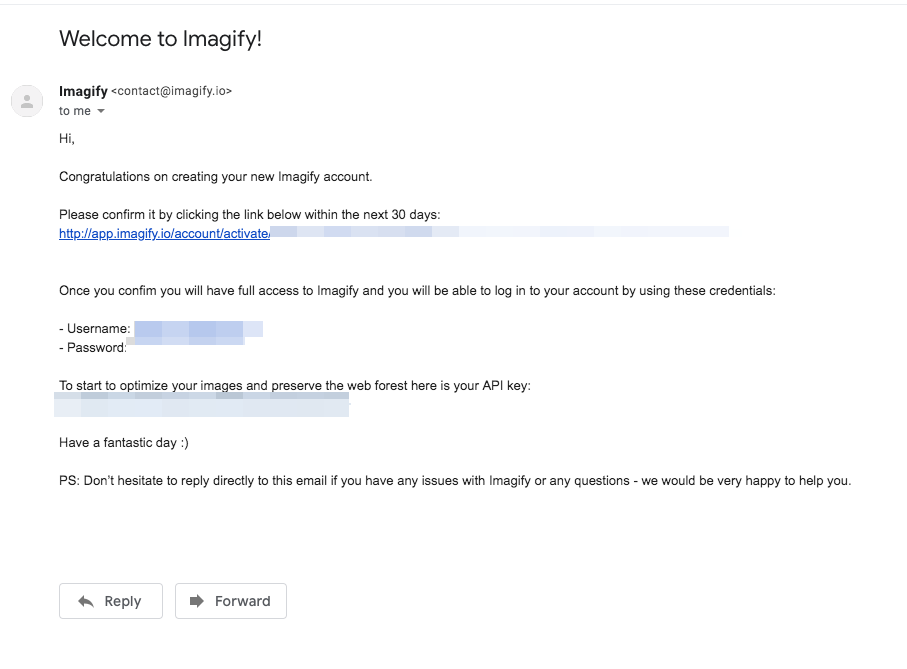 Welcome to Imagify!
Imagify <contact@imagify.io>
to me
Hi,
Congratulations on creating your new Imagify account.
Please confirm it by clicking the link below within the next 30 days:
http://app.imagify.io/account/activate/
Once you confim you will have full access to Imagify and you will be able to log in to your account by using these credentials:
- Username:
- Password:
To start to optimize your images and preserve the web forest here is your API key:
Have a fantastic day :)
PS: Don't hesitate to reply directly to this email if you have any issues with Imagify or any questions - we would be very happy to help you.
Reply
Forward